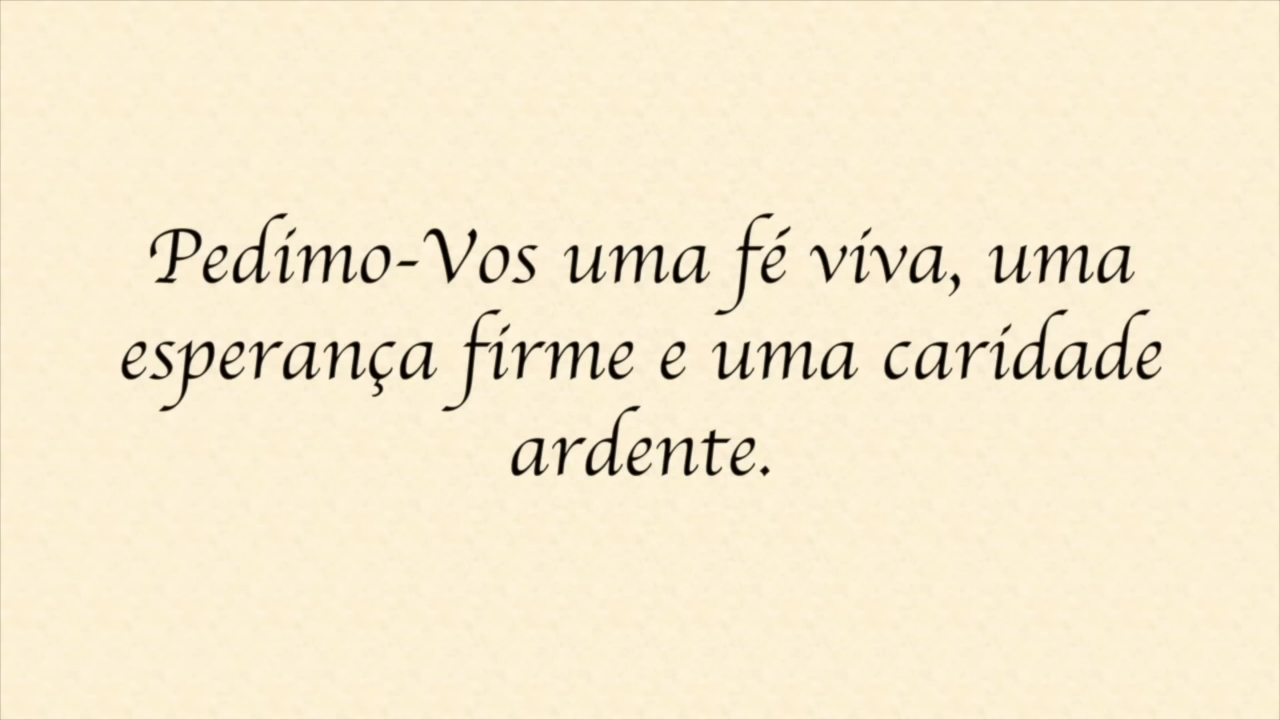 Pedimo-Vos uma fé viva, uma
esperança firme e uma caridade
ardente.